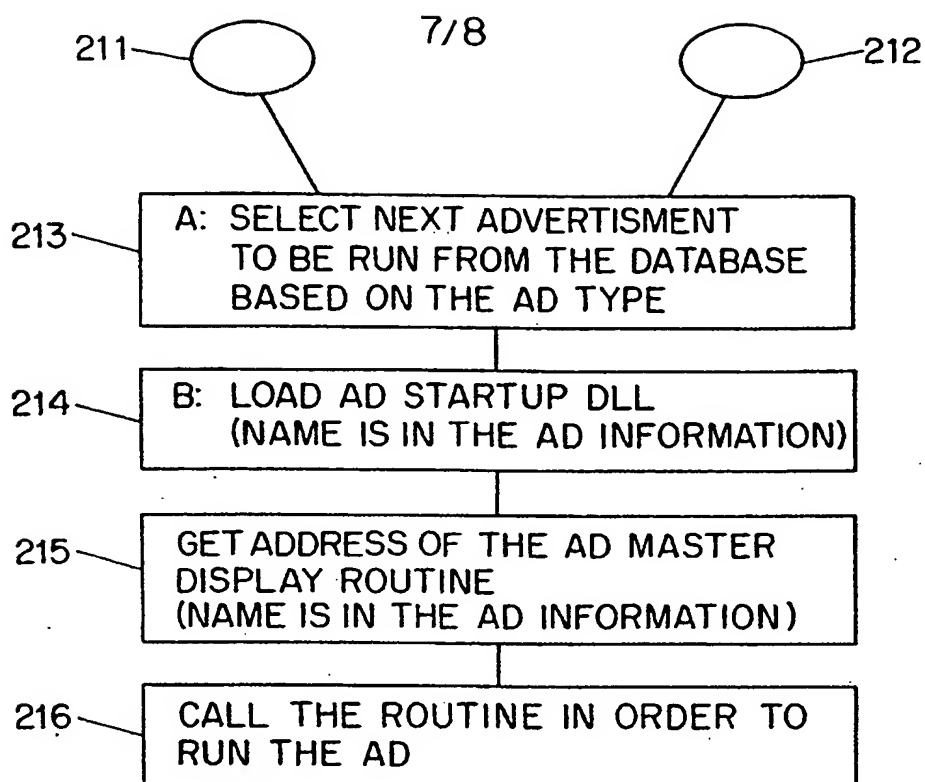 7/8
211
212
213
A: SELECT NEXT ADVERTISMENT
TO BE RUN FROM THE DATABASE
BASED ON THE AD TYPE
214
B: LOAD AD STARTUP DLL
(NAME IS IN THE AD INFORMATION)
215
GET ADDRESS OF THE AD MASTER
DISPLAY ROUTINE
(NAME IS IN THE AD INFORMATION)
216
CALL THE ROUTINE IN ORDER TO
RUN THE AD